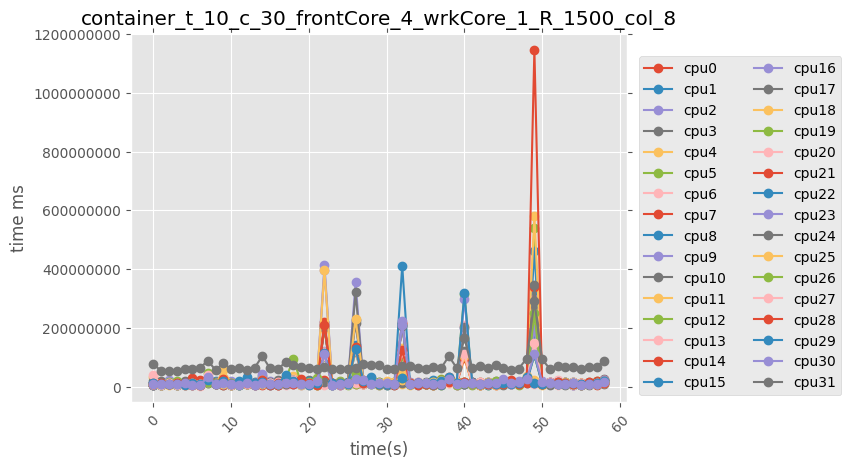 container_t_10_c_30_frontCore_4_wrkCore_1_R_1500_col_8
time ms
1200000000
1000000000
800000000
600000000
400000000
200000000
0
0
10
20
30
40
50
60
time(s)
cpu0
cpu1
cpu2
cpu3
cpu4
cpu5
cpu6
cpu7
cpu8
cpu9
cpu10
cpu11
cpu12
cpu13
cpu14
cpu15
cpu16
cpu17
cpu18
cpu19
cpu20
cpu21
cpu22
cpu23
cpu24
cpu25
cpu26
cpu27
cpu28
cpu29
cpu30
cpu31